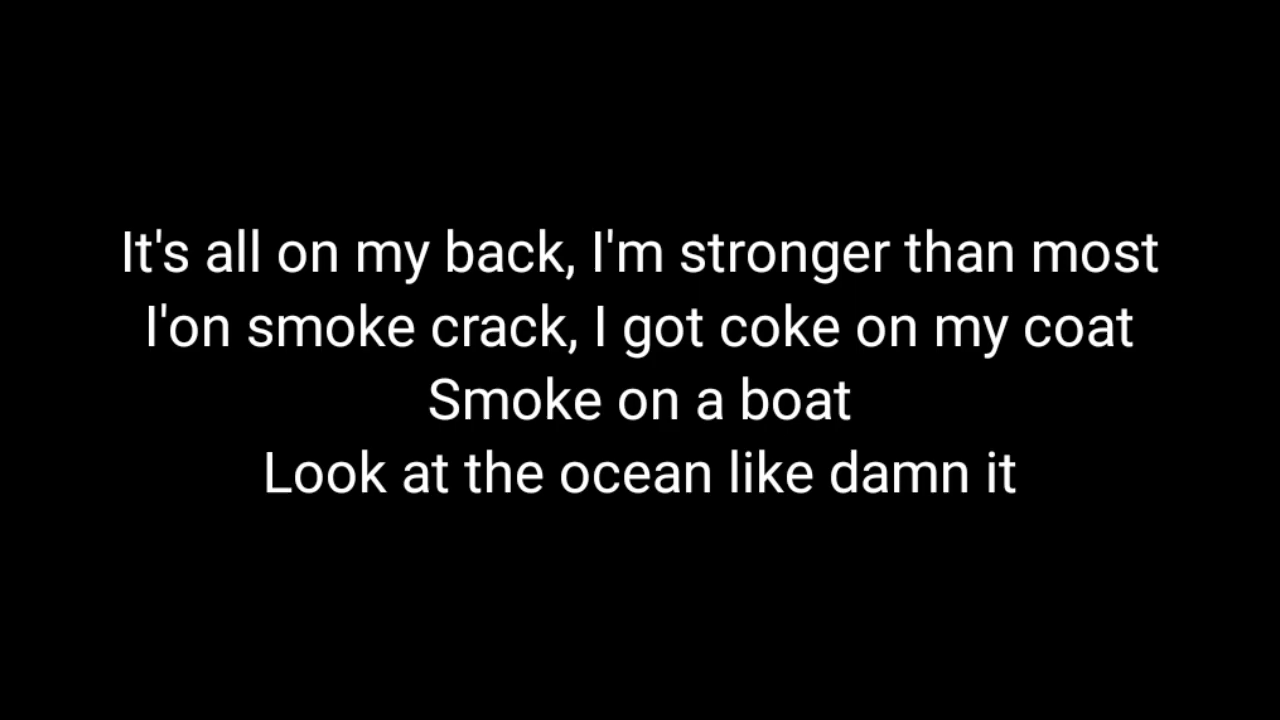 It's all on my back, I'm stronger than most
I'on smoke crack, I got coke on my coat
Smoke on a boat
Look at the ocean like damn it